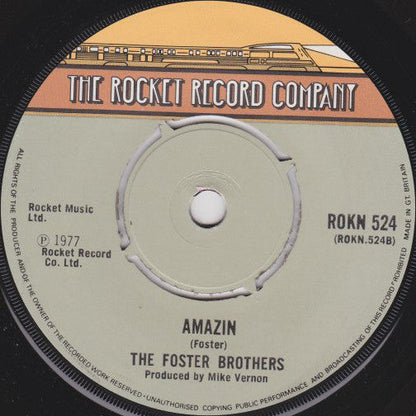 THE ROCKET RECORD COMPANY
ALL RIGHTS OF THE PRODUCER AND OF THE OWNER OF THE RECORDED WORK RESERVED · UNAUTHORISED COPYING PUBLIC PERFORMANCE AND BROADCASTING OF THIS RECORD PROHIBITED MADE IN GT. BRITAIN
Rocket Music
Ltd.
ROKN 524
(ROKN.524B)
Ⓟ 1977
Rocket Record
Co. Ltd.
AMAZIN
(Foster)
THE FOSTER BROTHERS
Produced by Mike Vernon